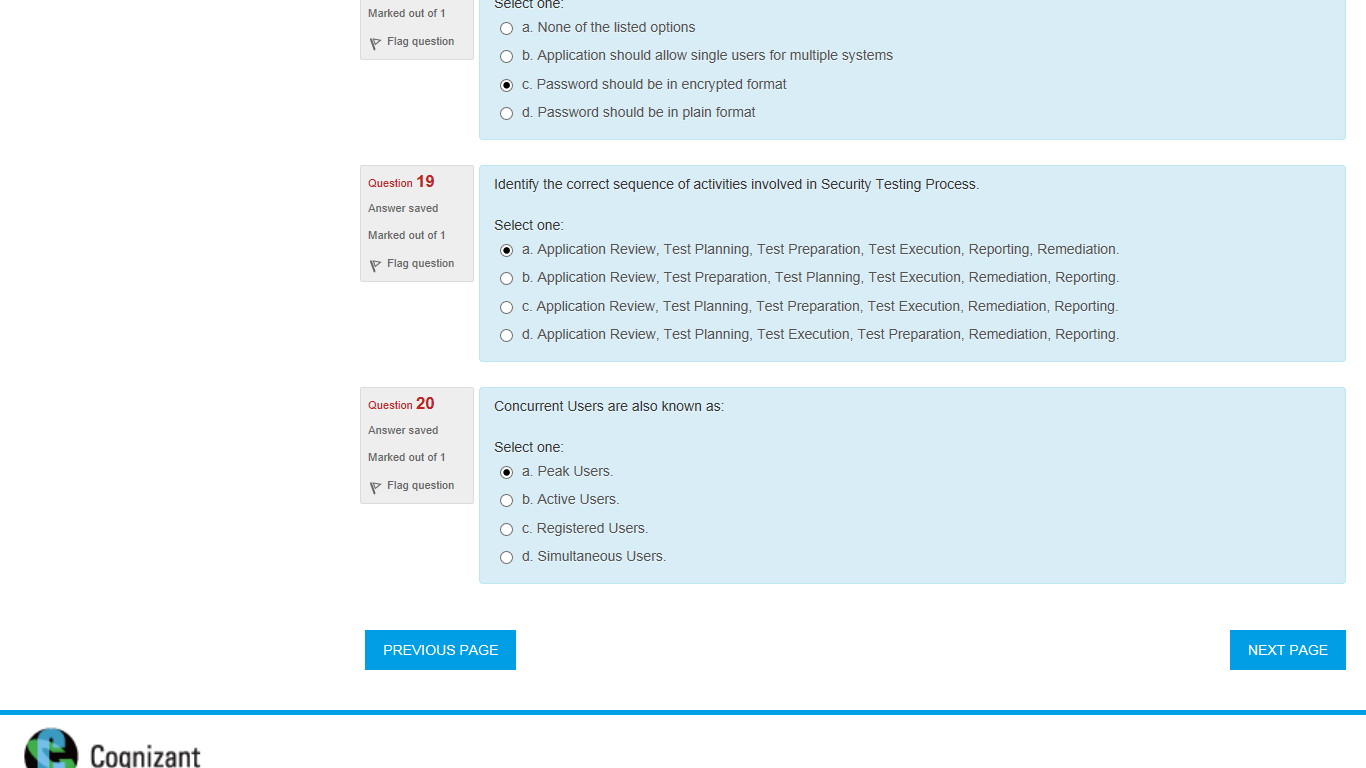 Marked out of 1
Flag question
Select one:
a. None of the listed options
b. Application should allow single users for multiple systems
c. Password should be in encrypted format
d. Password should be in plain format
Question 19
Answer saved
Marked out of 1
Flag question
Identify the correct sequence of activities involved in Security Testing Process.
Select one:
a. Application Review, Test Planning, Test Preparation, Test Execution, Reporting, Remediation.
b. Application Review, Test Preparation, Test Planning, Test Execution, Remediation, Reporting.
c. Application Review, Test Planning, Test Preparation, Test Execution, Remediation, Reporting.
d. Application Review, Test Planning, Test Execution, Test Preparation, Remediation, Reporting.
Question 20
Answer saved
Marked out of 1
Flag question
Concurrent Users are also known as:
Select one:
a. Peak Users.
b. Active Users.
c. Registered Users.
d. Simultaneous Users.
PREVIOUS PAGE
NEXT PAGE
Cognizant